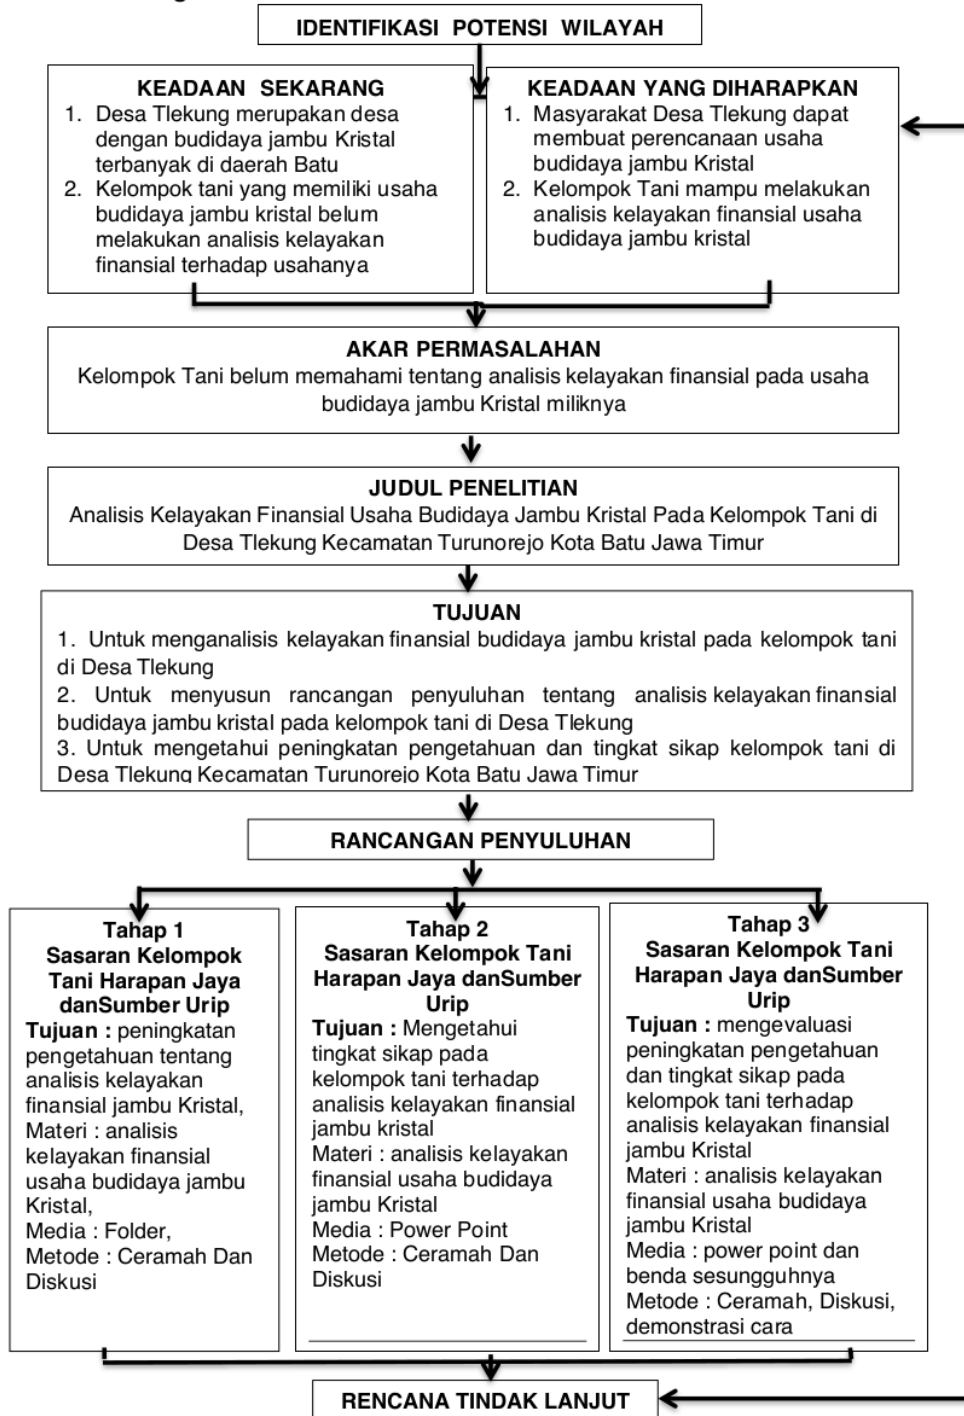 IDENTIFIKASI POTENSI WILAYAH
KEADAAN SEKARANG
1. Desa Tlekung merupakan desa
dengan budidaya jambu Kristal
terbanyak di daerah Batu
2. Kelompok tani yang memiliki usaha
budidaya jambu kristal belum
melakukan analisis kelayakan
finansial terhadap usahanya
KEADAAN YANG DIHARAPKAN
1. Masyarakat Desa Tlekung dapat
membuat perencanaan usaha
budidaya jambu Kristal
2. Kelompok Tani mampu melakukan
analisis kelayakan finansial usaha
budidaya jambu kristal
AKAR PERMASALAHAN
Kelompok Tani belum memahami tentang analisis kelayakan finansial pada usaha
budidaya jambu Kristal miliknya
JUDUL PENELITIAN
Analisis Kelayakan Finansial Usaha Budidaya Jambu Kristal Pada Kelompok Tani di
Desa Tlekung Kecamatan Turunorejo Kota Batu Jawa Timur
TUJUAN
1. Untuk menganalisis kelayakan finansial budidaya jambu kristal pada kelompok tani
di Desa Tlekung
2. Untuk menyusun rancangan penyuluhan tentang analisis kelayakan finansial
budidaya jambu kristal pada kelompok tani di Desa Tlekung
3. Untuk mengetahui peningkatan pengetahuan dan tingkat sikap kelompok tani di
Desa Tlekung Kecamatan Turunorejo Kota Batu Jawa Timur
RANCANGAN PENYULUHAN
Tahap 1
Sasaran Kelompok
Tani Harapan Jaya
danSumber Urip
Tujuan : peningkatan
pengetahuan tentang
analisis kelayakan
finansial jambu Kristal,
Materi : analisis
kelayakan finansial
usaha budidaya jambu
Kristal,
Media : Folder,
Metode : Ceramah Dan
Diskusi
Tahap 2
Sasaran Kelompok Tani
Harapan Jaya danSumber
Urip
Tujuan : Mengetahui
tingkat sikap pada
kelompok tani terhadap
analisis kelayakan finansial
jambu kristal
Materi : analisis kelayakan
finansial usaha budidaya
jambu Kristal
Media : Power Point
Metode : Ceramah Dan
Diskusi
Tahap 3
Sasaran Kelompok Tani
Harapan Jaya danSumber
Urip
Tujuan : mengevaluasi
peningkatan pengetahuan
dan tingkat sikap pada
kelompok tani terhadap
analisis kelayakan finansial
jambu Kristal
Materi : analisis kelayakan
finansial usaha budidaya
jambu Kristal
Media : power point dan
benda sesungguhnya
Metode : Ceramah, Diskusi,
demonstrasi cara
RENCANA TINDAK LANJUT